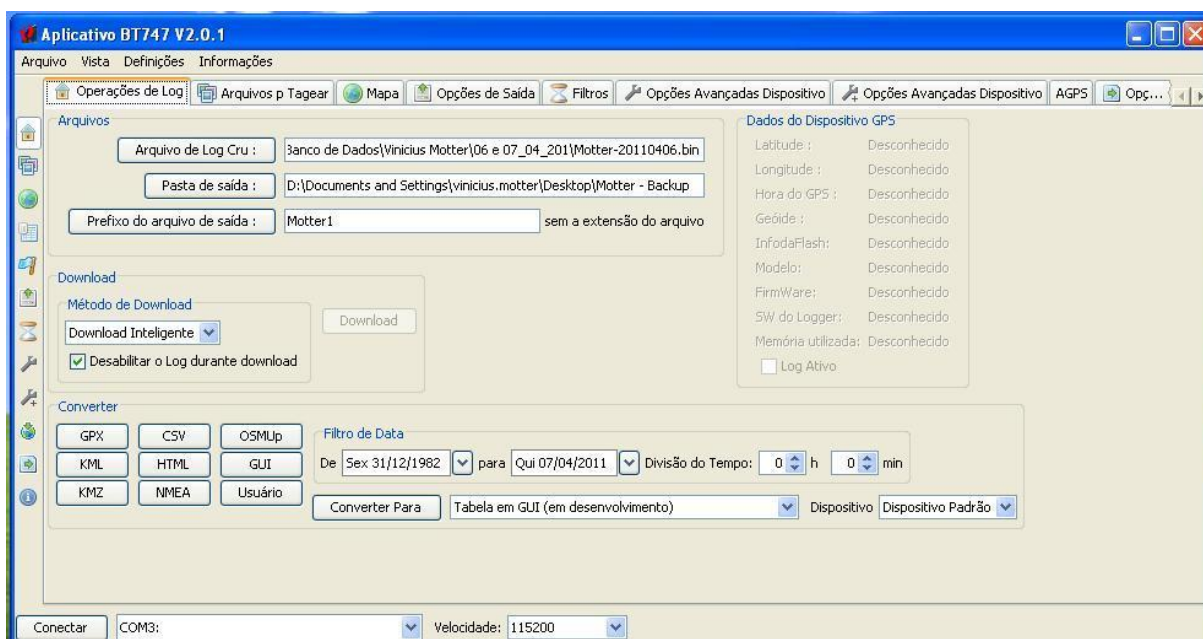 Aplicativo BT747 V2.0.1
Arquivo Vista Definições Informações
Operações de Log Arquivos p Tagear Mapa Opções de Saída Filtros Opções Avançadas Dispositivo Opções Avançadas Dispositivo AGPS Opç...
Arquivos
Arquivo de Log Cru : Banco de Dados\Vinicius Motter\06 e 07_04_201\Motter-20110406.bin
Pasta de saída : D:\Documents and Settings\vinicius.motter\Desktop\Motter - Backup
Prefixo do arquivo de saída : Motter1 sem a extensão do arquivo
Dados do Dispositivo GPS
Latitude : Desconhecido
Longitude : Desconhecido
Hora do GPS : Desconhecido
Geóide : Desconhecido
InfodaFlash: Desconhecido
Modelo: Desconhecido
FirmWare: Desconhecido
SW do Logger: Desconhecido
Memória utilizada: Desconhecido
Log Ativo
Download
Método de Download
Download Inteligente
Desabilitar o Log durante download
Download
Converter
GPX CSV OSMUp
KML HTML GUI
KMZ NMEA Usuário
Filtro de Data
De Sex 31/12/1982 para Qui 07/04/2011 Divisão do Tempo: 0 h 0 min
Converter Para Tabela em GUI (em desenvolvimento) Dispositivo Dispositivo Padrão
Conectar COM3: Velocidade: 115200